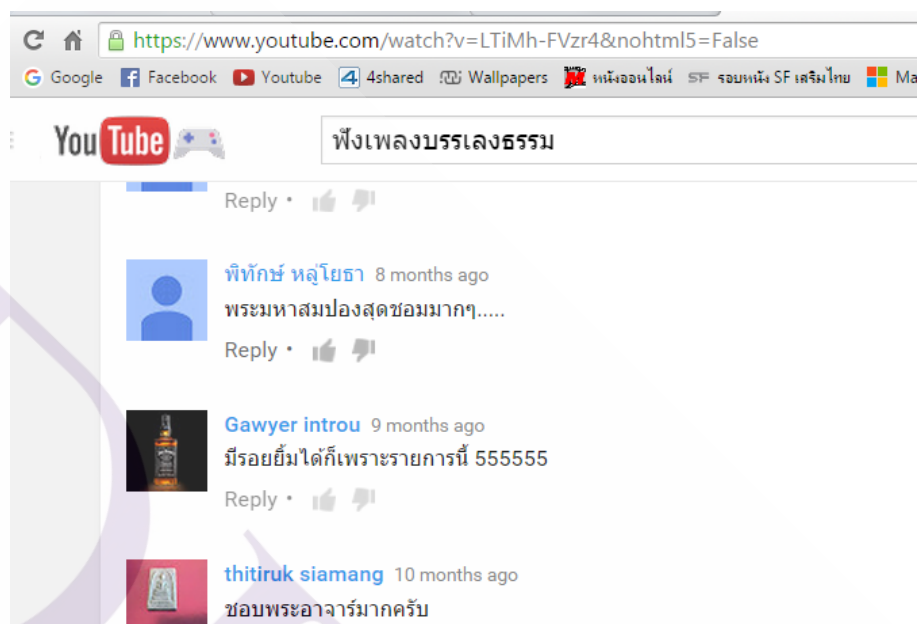 https://www.youtube.com/watch?v=LTiMh-FVzr4&nohtml5=False
Google Facebook Youtube 4shared Wallpapers หนังออนไลน์ SF รอบหนัง SF เสริมไทย Ma
YouTube ฟังเพลงบรรเลงธรรม
Reply •
พิทักษ์ หลู่โยธา 8 months ago
พระมหาสมปองสุดชอมมากๆ.....
Reply •
Gawyer introu 9 months ago
มีรอยยิ้มได้ก็เพราะรายการนี้ 555555
Reply •
thitiruk siamang 10 months ago
ชอบพระอาจาร์มากครับ